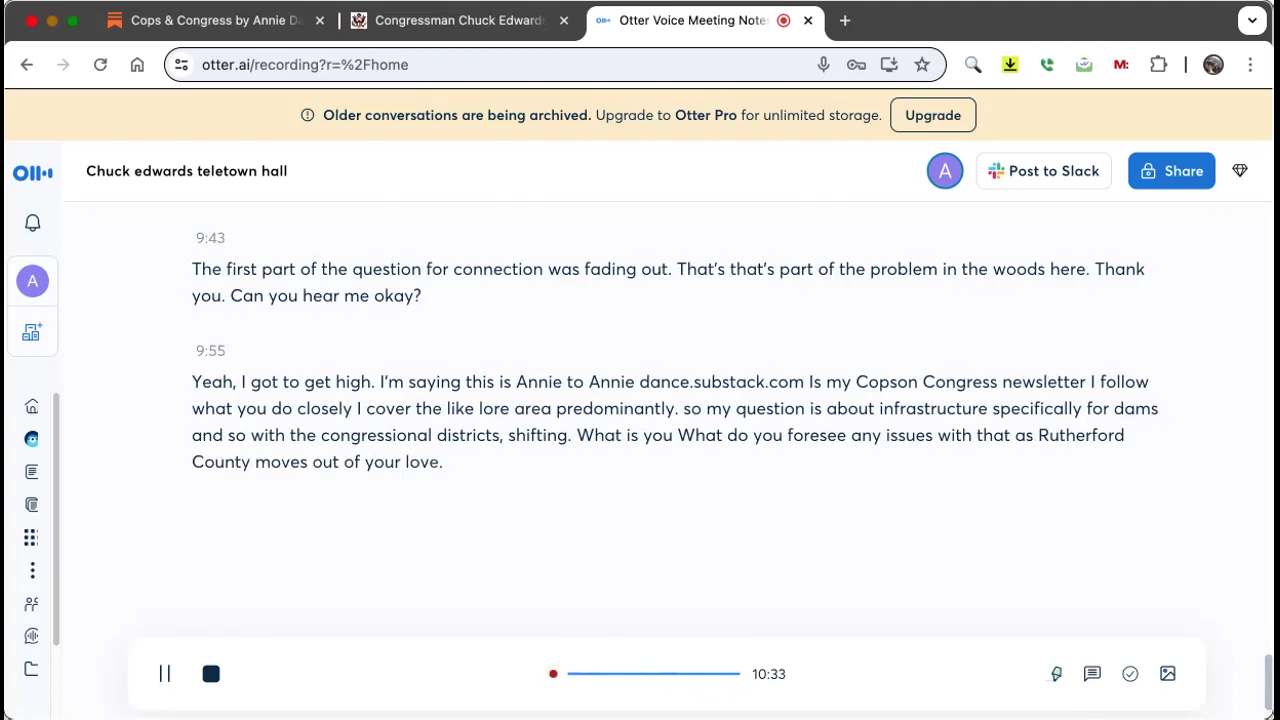 Cops & Congress by Annie Da
Congressman Chuck Edwards
Otter Voice Meeting Notes
otter.ai/recording?r=%2Fhome
M:
Older conversations are being archived. Upgrade to Otter Pro for unlimited storage.
Upgrade
Chuck edwards teletown hall
A
Post to Slack
Share
A
9:43
The first part of the question for connection was fading out. That's that's part of the problem in the woods here. Thank
you. Can you hear me okay?
9:55
Yeah, I got to get high. I'm saying this is Annie to Annie dance.substack.com Is my Copson Congress newsletter I follow
what you do closely I cover the like lore area predominantly. so my question is about infrastructure specifically for dams
and so with the congressional districts, shifting. What is you What do you foresee any issues with that as Rutherford
County moves out of your love.
10:33